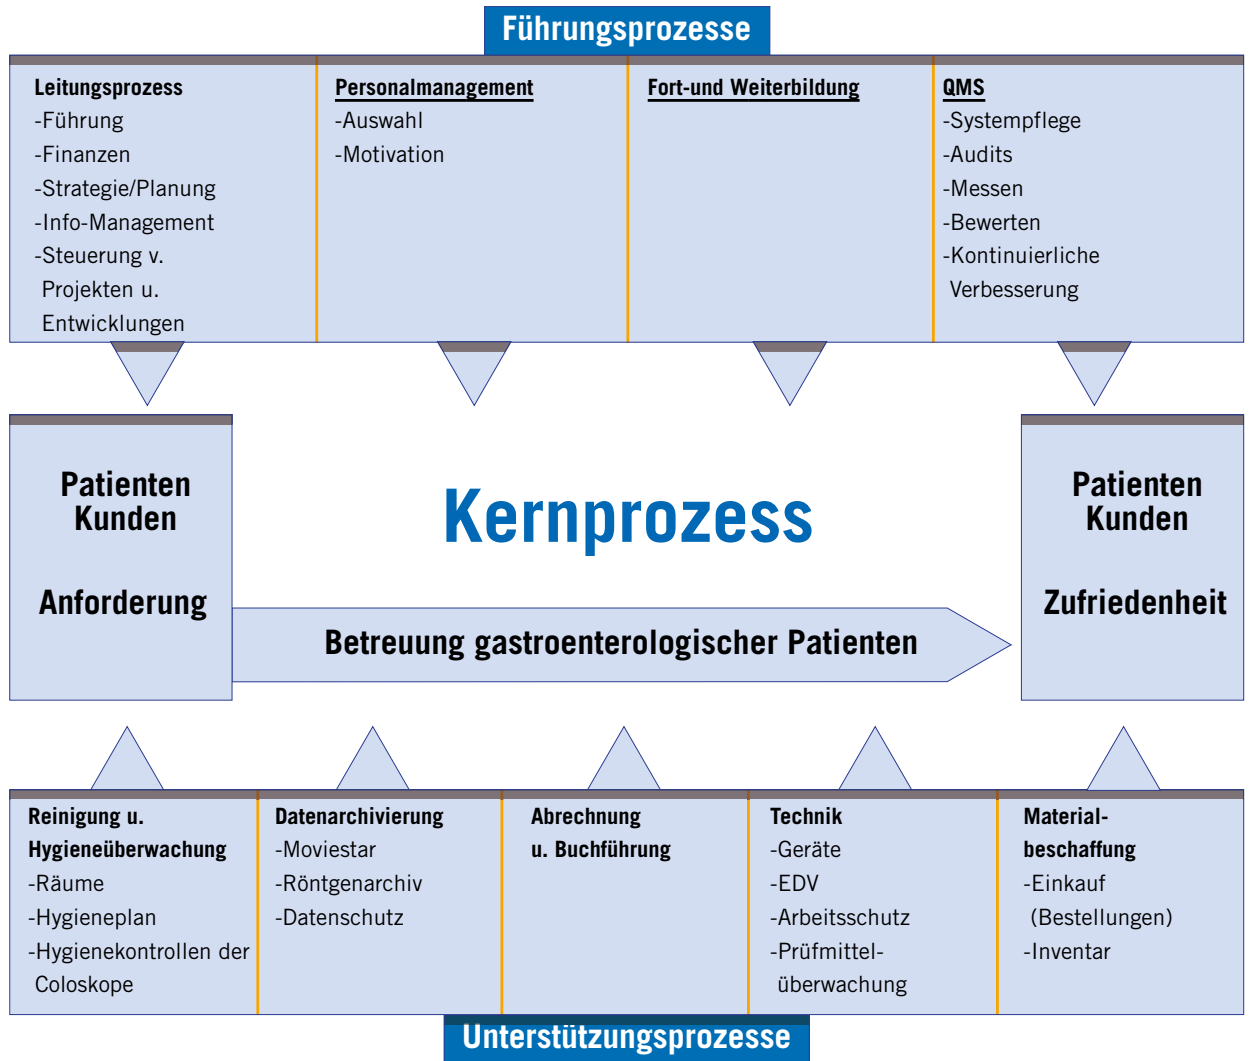 Führungsprozesse
Leitungsprozess
-Führung
-Finanzen
-Strategie/Planung
-Info-Management
-Steuerung v.
Projekten u.
Entwicklungen
Personalmanagement
-Auswahl
-Motivation
Fort-und Weiterbildung
QMS
-Systempflege
-Audits
-Messen
-Bewerten
-Kontinuierliche
Verbesserung
Patienten
Kunden
Anforderung
Kernprozess
Betreuung gastroenterologischer Patienten
Patienten
Kunden
Zufriedenheit
Reinigung u.
Hygieneüberwachung
-Räume
-Hygieneplan
-Hygienekontrollen der
Coloskope
Datenarchivierung
-Moviestar
-Röntgenarchiv
-Datenschutz
Abrechnung
u. Buchführung
Technik
-Geräte
-EDV
-Arbeitsschutz
-Prüfmittel-
überwachung
Material-
beschaffung
-Einkauf
(Bestellungen)
-Inventar
Unterstützungsprozesse